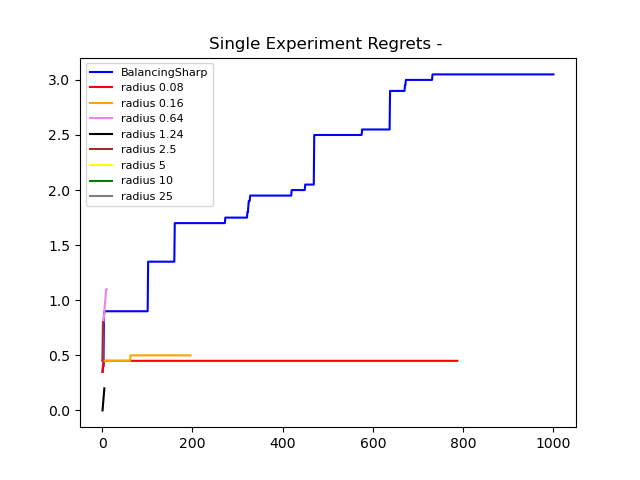 Single Experiment Regrets -
BalancingSharp
radius 0.08
radius 0.16
radius 0.64
radius 1.24
radius 2.5
radius 5
radius 10
radius 25
3.0
2.5
2.0
1.5
1.0
0.5
0.0
0 200 400 600 800 1000